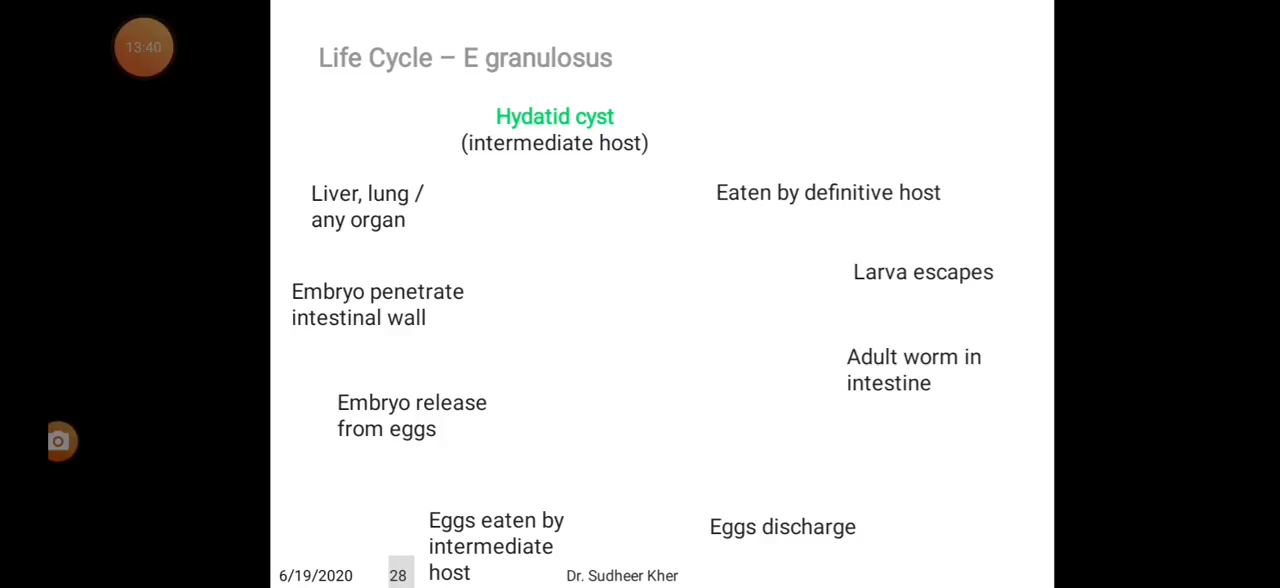 13:40
Life Cycle – E granulosus
Hydatid cyst
(intermediate host)
Liver, lung /
any organ
Eaten by definitive host
Larva escapes
Embryo penetrate
intestinal wall
Adult worm in
intestine
Embryo release
from eggs
Eggs eaten by
intermediate
host
Eggs discharge
6/19/2020
28
Dr. Sudheer Kher